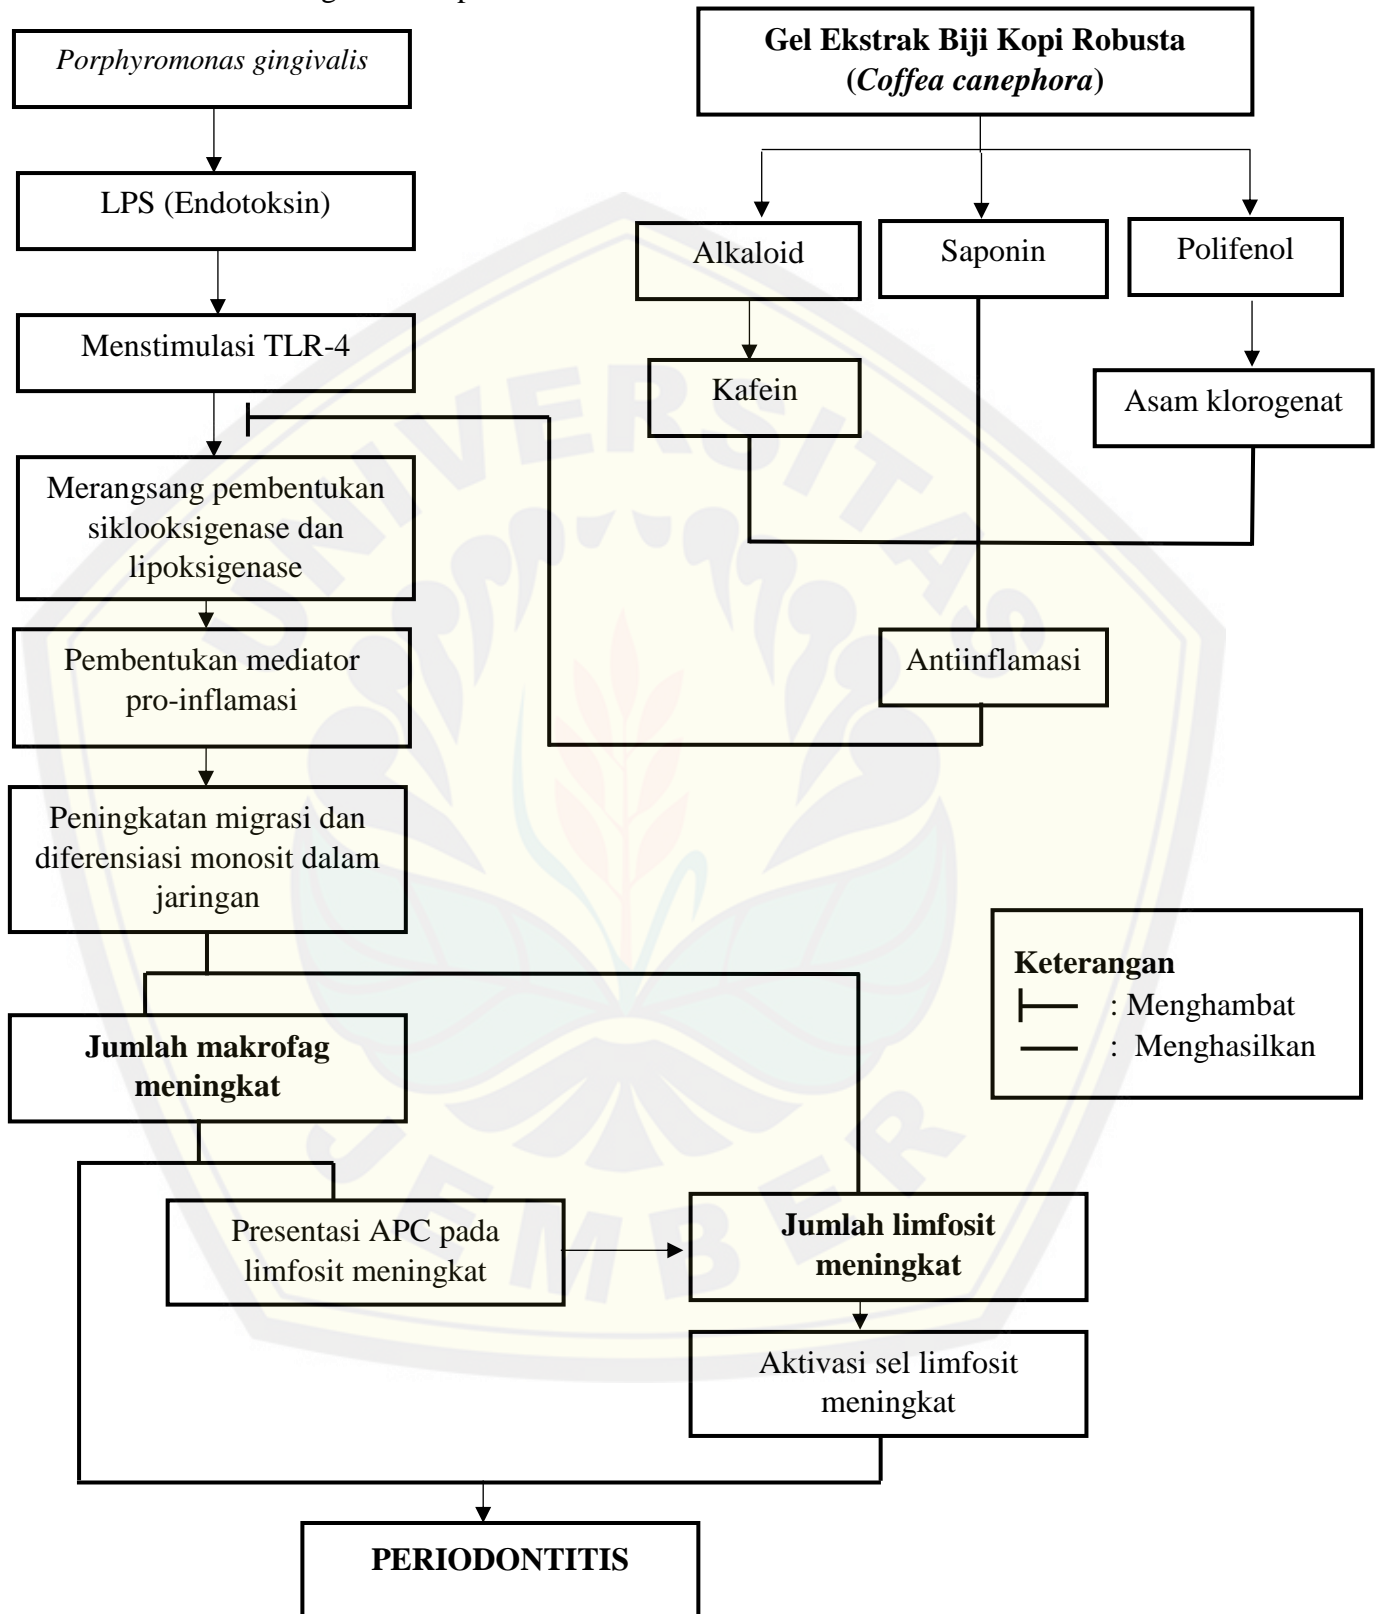 Porphyromonas gingivalis
LPS (Endotoksin)
Menstimulasi TLR-4
Merangsang pembentukan
siklooksigenase dan
lipoksigenase
Pembentukan mediator
pro-inflamasi
Peningkatan migrasi dan
diferensiasi monosit dalam
jaringan
Jumlah makrofag
meningkat
Presentasi APC pada
limfosit meningkat
Gel Ekstrak Biji Kopi Robusta
(Coffea canephora)
Alkaloid
Saponin
Polifenol
Kafein
Asam klorogenat
Antiinflamasi
Keterangan
: Menghambat
: Menghasilkan
Jumlah limfosit
meningkat
Aktivasi sel limfosit
meningkat
PERIODONTITIS
UNIVERSITAS
JEMBER